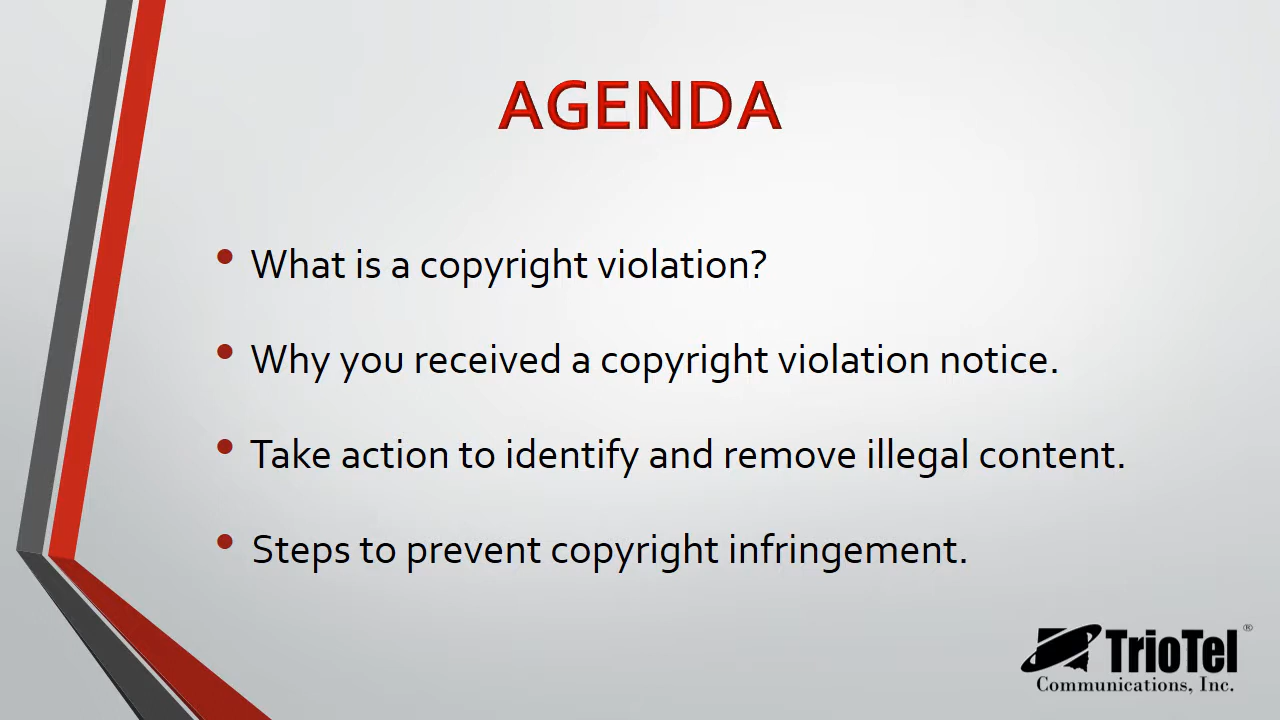 AGENDA
• What is a copyright violation?
• Why you received a copyright violation notice.
• Take action to identify and remove illegal content.
• Steps to prevent copyright infringement.
TrioTel®
Communications, Inc.